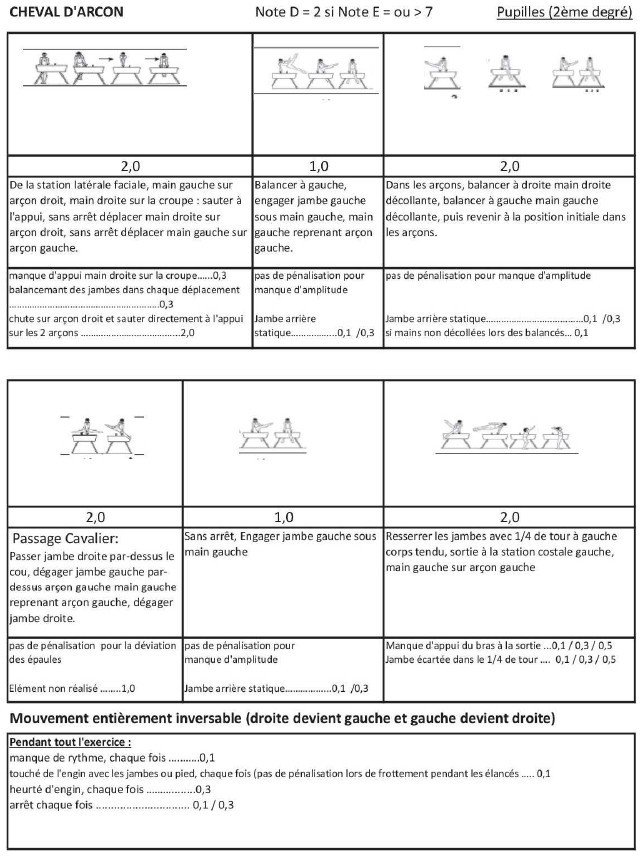 CHEVAL D'ARCON Note D = 2 si Note E = ou > 7 Pupilles (2ème degré)
2,0 1,0 2,0
De la station latérale faciale, main gauche sur
arçon droit, main droite sur la croupe : sauter à
l'appui, sans arrêt déplacer main droite sur
arçon droit, sans arrêt déplacer main gauche sur
arçon gauche.
Balancer à gauche,
engager jambe gauche
sous main gauche, main
gauche reprenant arçon
gauche.
Dans les arçons, balancer à droite main droite
décollante, balancer à gauche main gauche
décollante, puis revenir à la position initiale dans
les arçons.
manque d'appui main droite sur la croupe......0,3
balancement des jambes dans chaque déplacement
............................................................0,3
chute sur arçon droit et sauter directement à l'appui
sur les 2 arçons ........................................2,0
pas de pénalisation pour
manque d'amplitude
Jambe arrière
statique..................0,1 /0,3
pas de pénalisation pour manque d'amplitude
Jambe arrière statique......................................0,1 /0,3
si mains non décollées lors des balancés... 0,1
2,0 1,0 2,0
Passage Cavalier:
Passer jambe droite par-dessus le
cou, dégager jambe gauche par-
dessus arçon gauche main gauche
reprenant arçon gauche, dégager
jambe droite.
Sans arrêt, Engager jambe gauche sous
main gauche
Resserrer les jambes avec 1/4 de tour à gauche
corps tendu, sortie à la station costale gauche,
main gauche sur arçon gauche
pas de pénalisation pour la déviation
des épaules
Elément non réalisé ........1,0
pas de pénalisation pour
manque d'amplitude
Jambe arrière statique..................0,1 /0,3
Manque d'appui du bras à la sortie ...0,1 / 0,3 / 0,5
Jambe écartée dans le 1/4 de tour .... 0,1 / 0,3 / 0,5
Mouvement entièrement inversable (droite devient gauche et gauche devient droite)
Pendant tout l'exercice :
manque de rythme, chaque fois ..........0,1
touché de l'engin avec les jambes ou pied, chaque fois (pas de pénalisation lors de frottement pendant les élancés ..... 0,1
heurté d'engin, chaque fois .................0,3
arrêt chaque fois ............................... 0,1 / 0,3